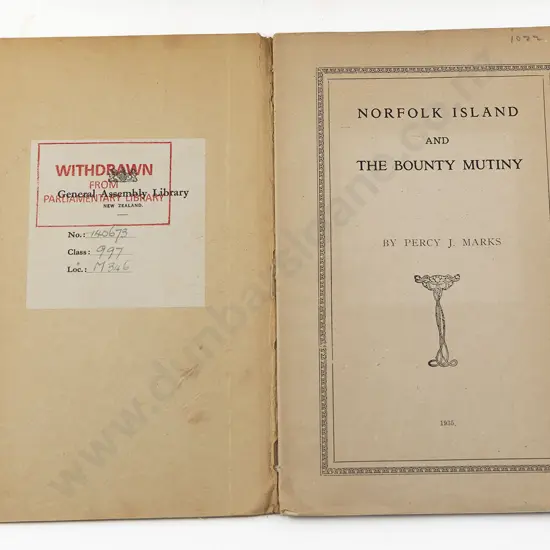 WITHDRAWN
FROM
PARLIAMENTARY LIBRARY
General Assembly Library
NEW ZEALAND.
No.: 140673
Class: 997
Loc.: M346
NORFOLK ISLAND
AND
THE BOUNTY MUTINY
BY PERCY J. MARKS
1935.